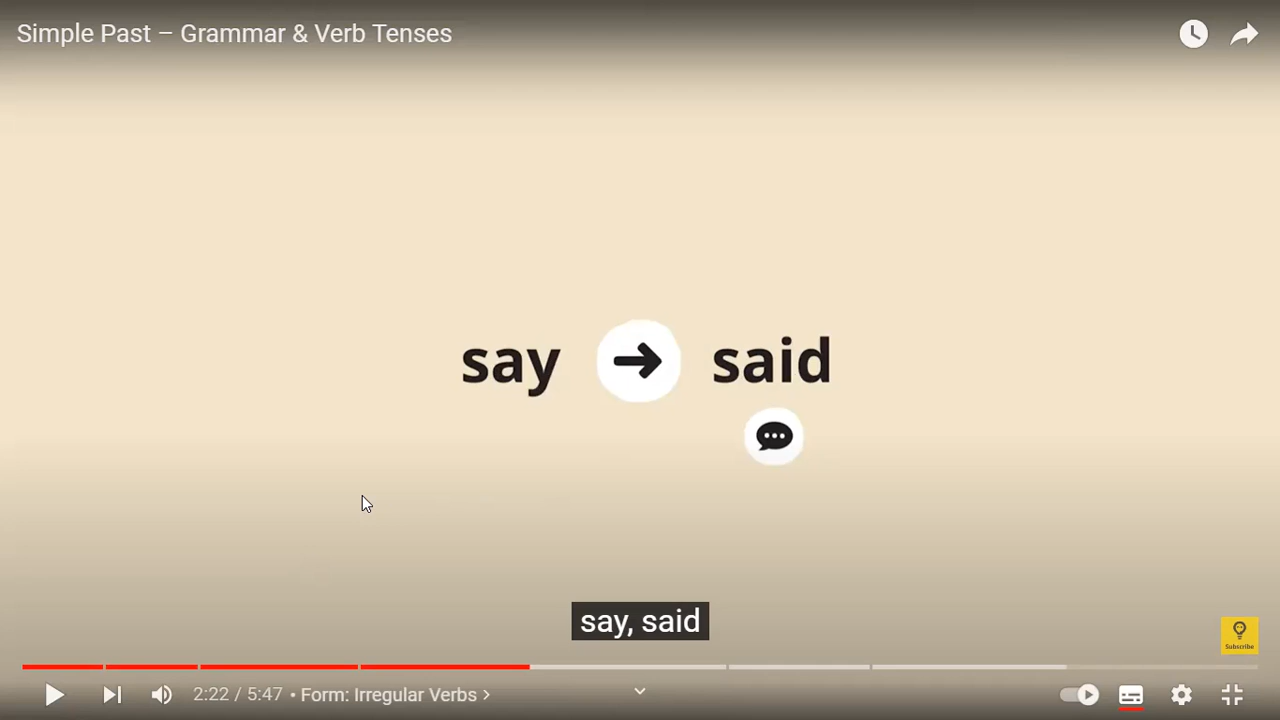 Simple Past – Grammar & Verb Tenses
say → said
say, said
Subscribe
2:22 / 5:47 • Form: Irregular Verbs >